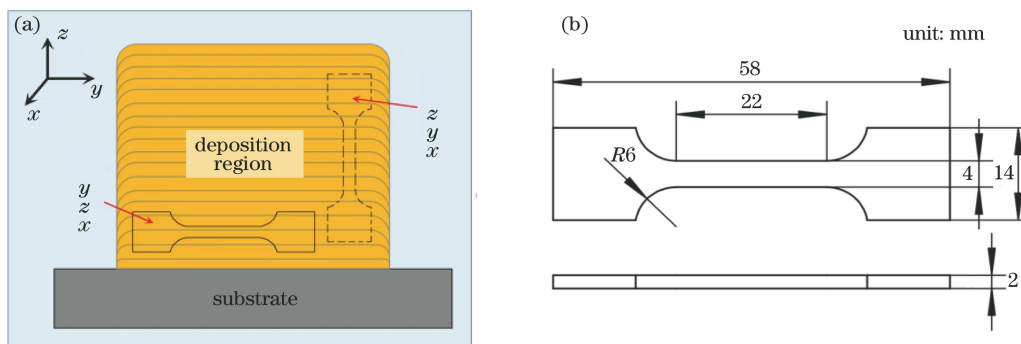 (a)
z
y
x
deposition
region
z
y
x
y
z
x
substrate
(b)
unit: mm
58
22
R6
4
14
2